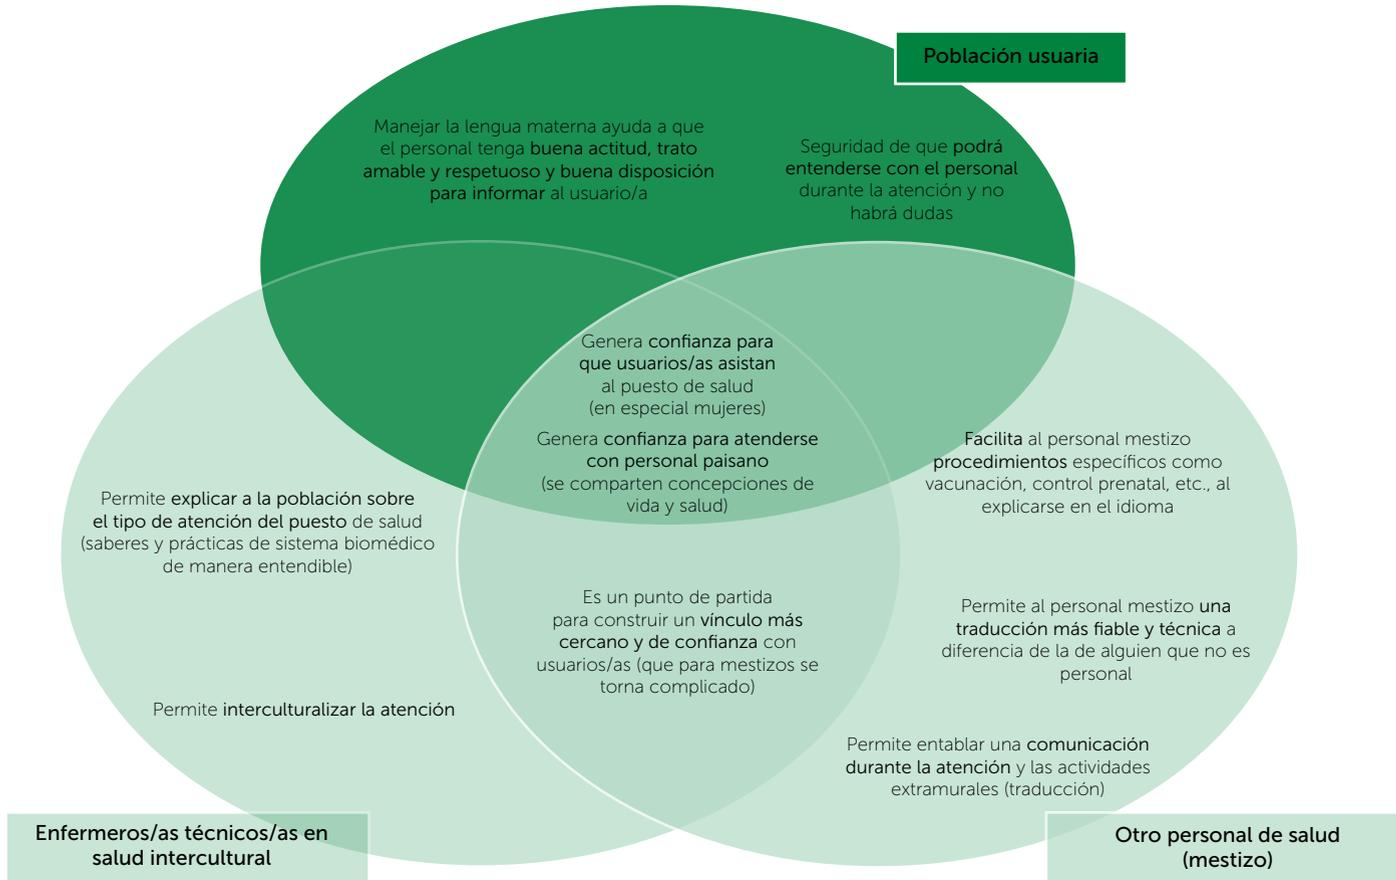 Población usuaria
Manejar la lengua materna ayuda a que
el personal tenga buena actitud, trato
amable y respetuoso y buena disposición
para informar al usuario/a
Seguridad de que podrá
entenderse con el personal
durante la atención y no
habrá dudas
Genera confianza para
que usuarios/as asistan
al puesto de salud
(en especial mujeres)
Genera confianza para atenderse
con personal paisano
(se comparten concepciones de
vida y salud)
Facilita al personal mestizo
procedimientos específicos como
vacunación, control prenatal, etc., al
explicarse en el idioma
Permite explicar a la población sobre
el tipo de atención del puesto de salud
(saberes y prácticas de sistema biomédico
de manera entendible)
Es un punto de partida
para construir un vínculo más
cercano y de confianza con
usuarios/as (que para mestizos se
torna complicado)
Permite al personal mestizo una
traducción más fiable y técnica a
diferencia de la de alguien que no es
personal
Permite interculturalizar la atención
Permite entablar una comunicación
durante la atención y las actividades
extramurales (traducción)
Enfermeros/as técnicos/as en
salud intercultural
Otro personal de salud
(mestizo)